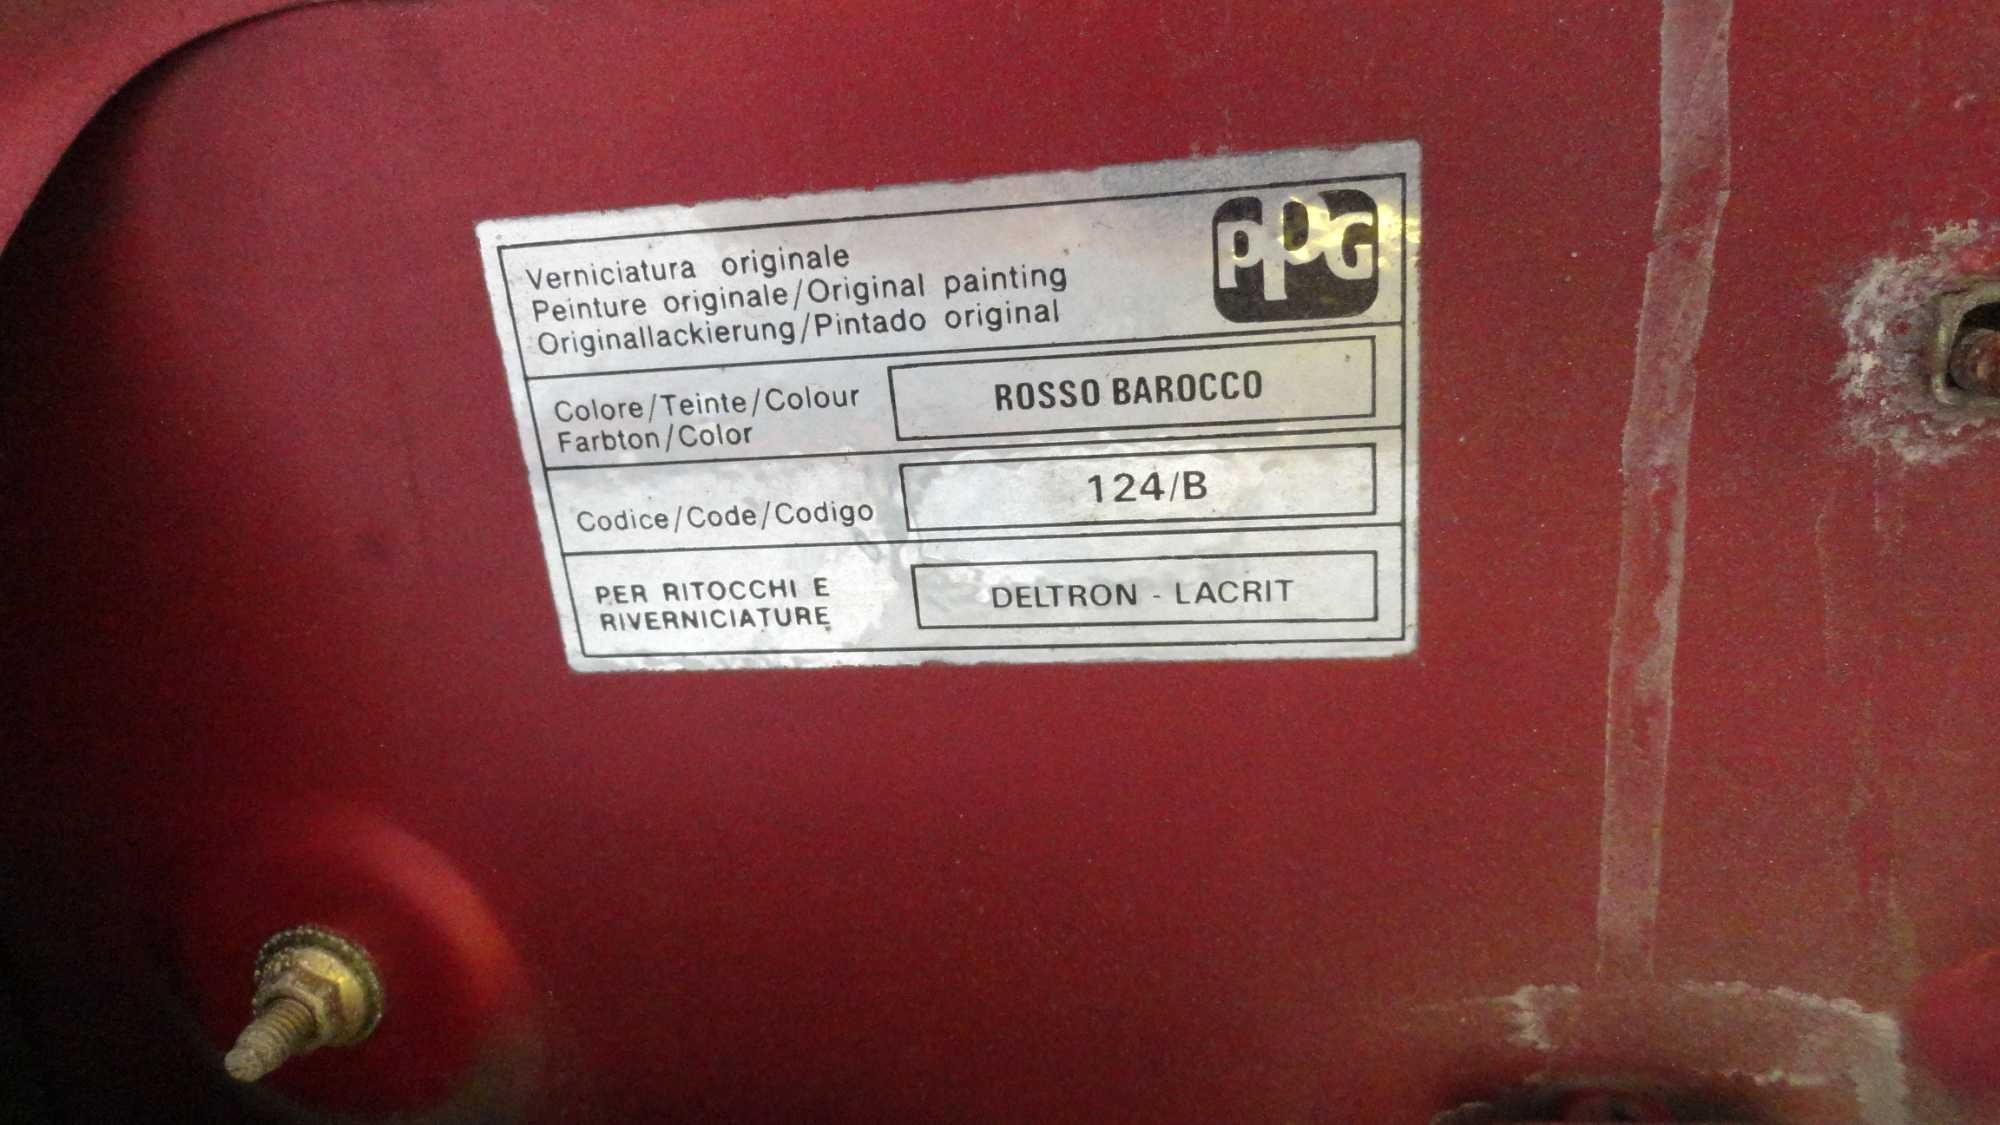 Verniciatura originale
Peinture originale/Original painting
Originallackierung/Pintado original
PPG
Colore/Teinte/Colour
Farbton/Color
ROSSO BAROCCO
Codice/Code/Codigo
124/B
PER RITOCCHI E
RIVERNICIATURE
DELTRON - LACRIT